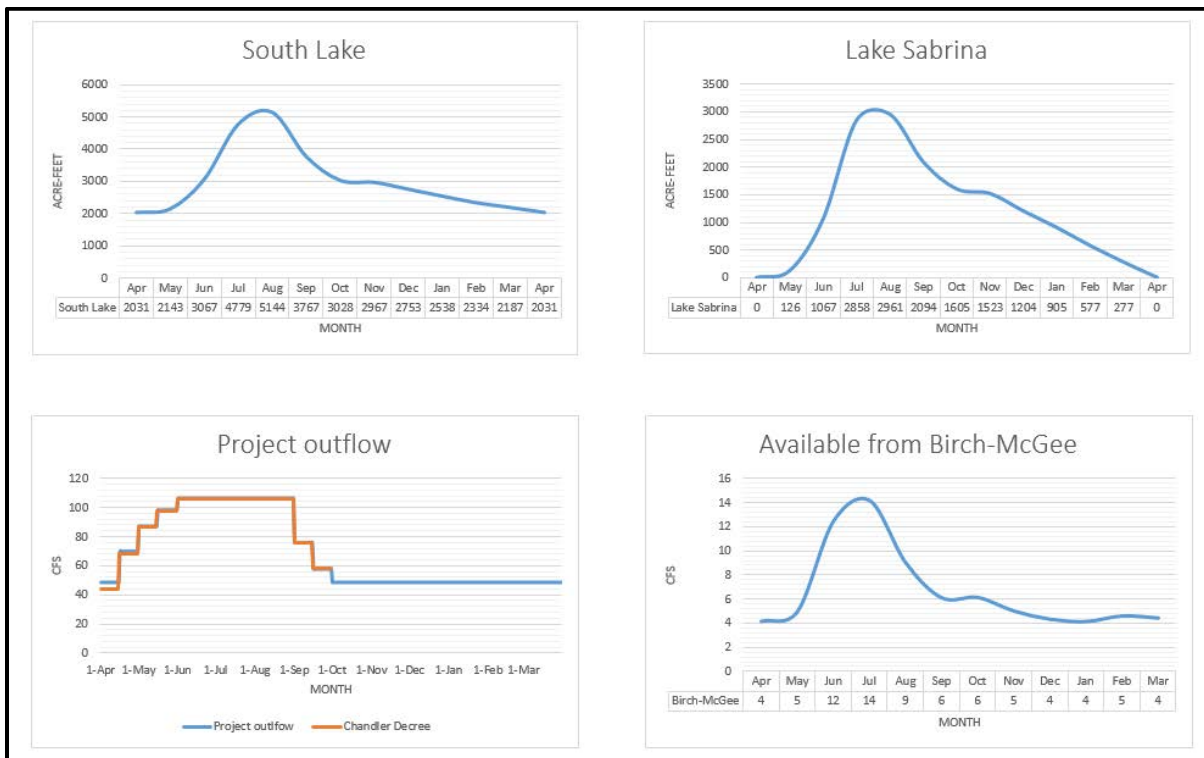 South Lake
6000
5000
4000
3000
2000
1000
0
ACRE-FEET
Apr May Jun Jul Aug Sep Oct Nov Dec Jan Feb Mar Apr
South Lake 2031 2143 3067 4779 5144 3767 3028 2967 2753 2538 2334 2187 2031
MONTH
Lake Sabrina
3500
3000
2500
2000
1500
1000
500
0
ACRE-FEET
Apr May Jun Jul Aug Sep Oct Nov Dec Jan Feb Mar Apr
Lake Sabrina 0 126 1067 2858 2961 2094 1605 1523 1204 905 577 277 0
MONTH
Project outflow
120
100
80
60
40
20
0
CFS
1-Apr 1-May 1-Jun 1-Jul 1-Aug 1-Sep 1-Oct 1-Nov 1-Dec 1-Jan 1-Feb 1-Mar
MONTH
Project outlfow Chandler Decree
Available from Birch-McGee
16
14
12
10
8
6
4
2
0
CFS
Apr May Jun Jul Aug Sep Oct Nov Dec Jan Feb Mar
Birch-McGee 4 5 12 14 9 6 6 5 4 4 5 4
MONTH